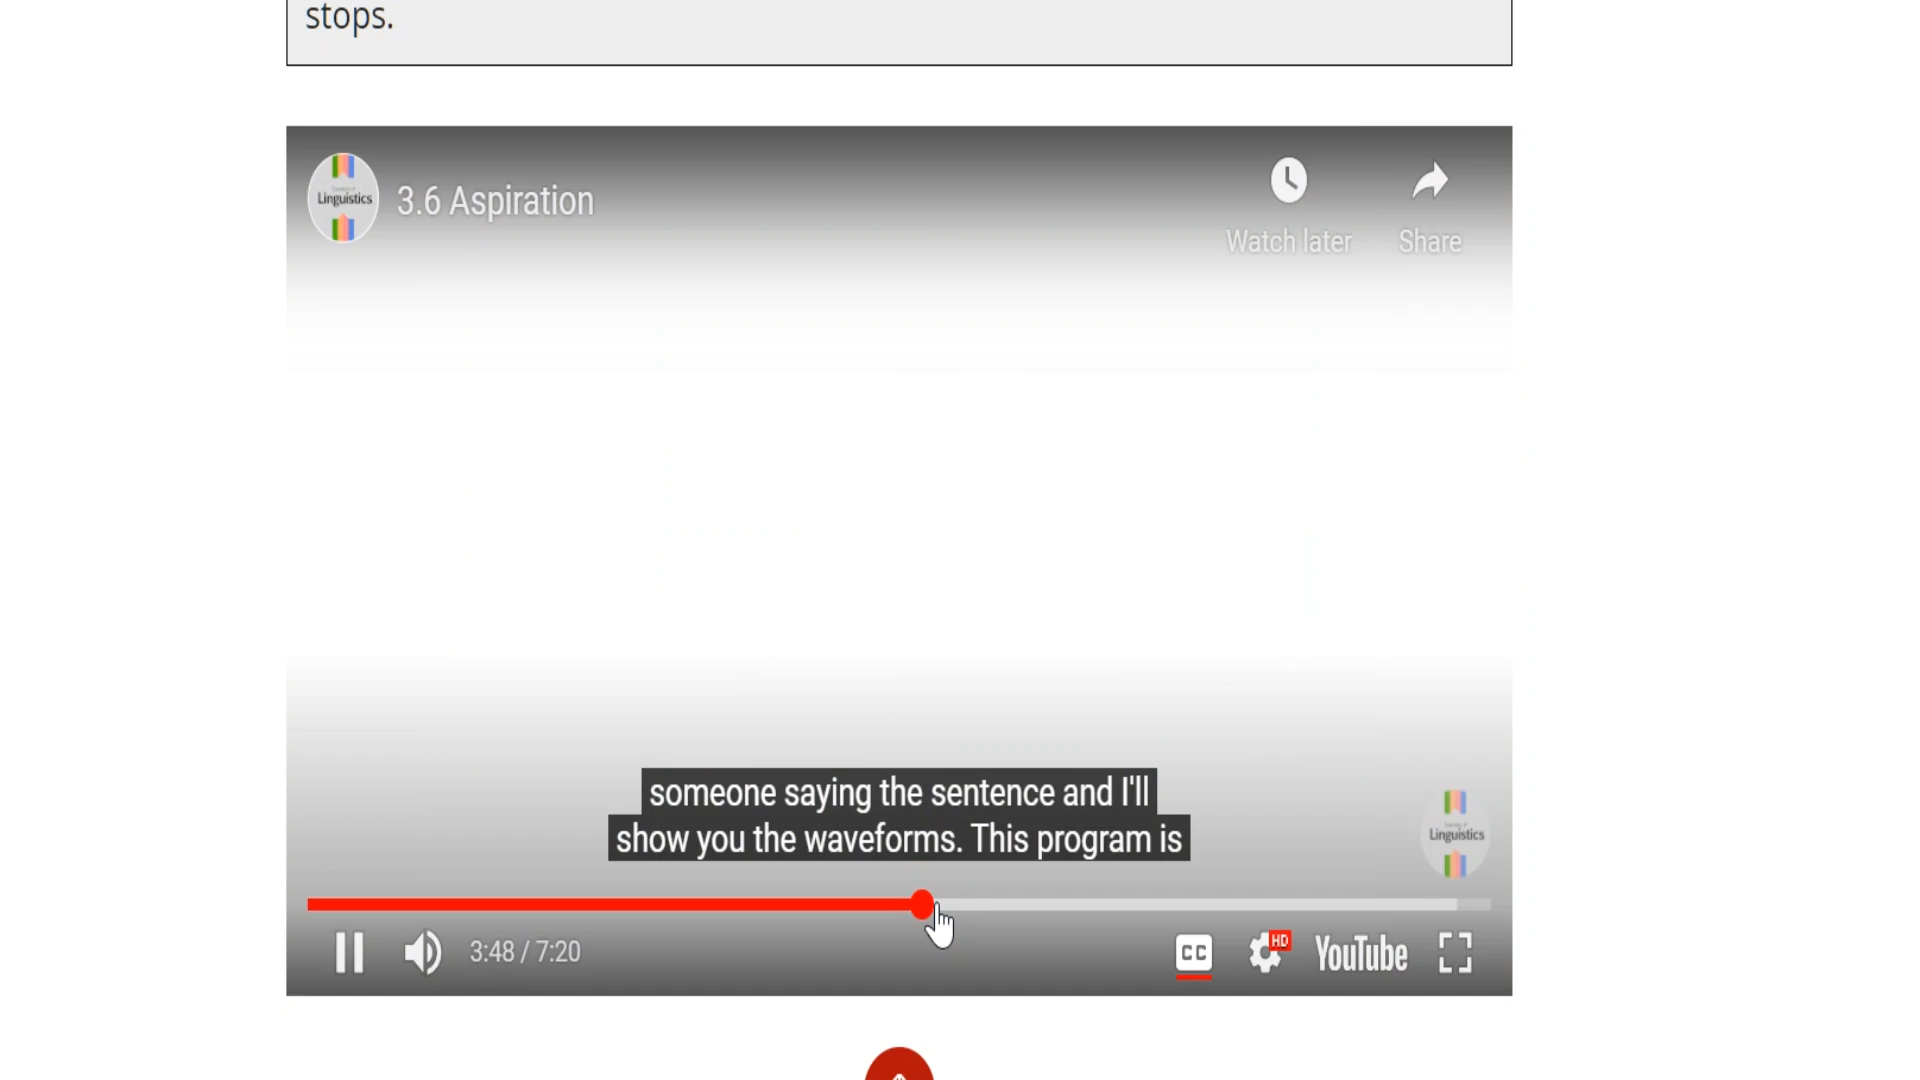 stops.
Linguistics
3.6 Aspiration
Watch later
Share
someone saying the sentence and I'll
show you the waveforms. This program is
Linguistics
3:48 / 7:20
CC
HD
YouTube